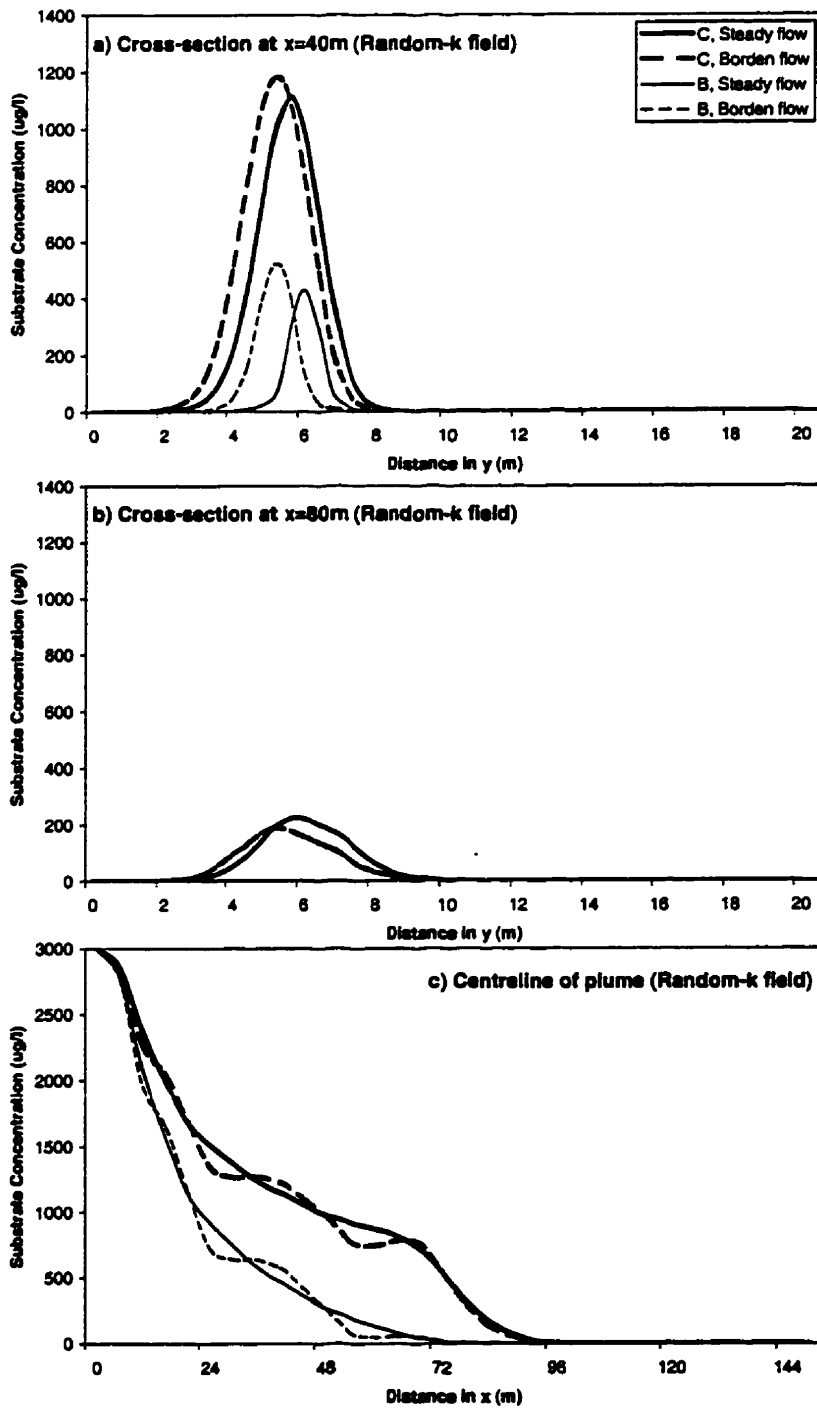 a) Cross-section at x=40m (Random-k field)
C, Steady flow
C, Borden flow
B, Steady flow
B, Borden flow
Substrate Concentration (ug/l)
1400
1200
1000
800
600
400
200
0
0 2 4 6 8 10 12 14 16 18 20
Distance in y (m)
b) Cross-section at x=80m (Random-k field)
Substrate Concentration (ug/l)
1400
1200
1000
800
600
400
200
0
0 2 4 6 8 10 12 14 16 18 20
Distance in y (m)
c) Centreline of plume (Random-k field)
Substrate Concentration (ug/l)
3000
2500
2000
1500
1000
500
0
0 24 48 72 96 120 144
Distance in x (m)